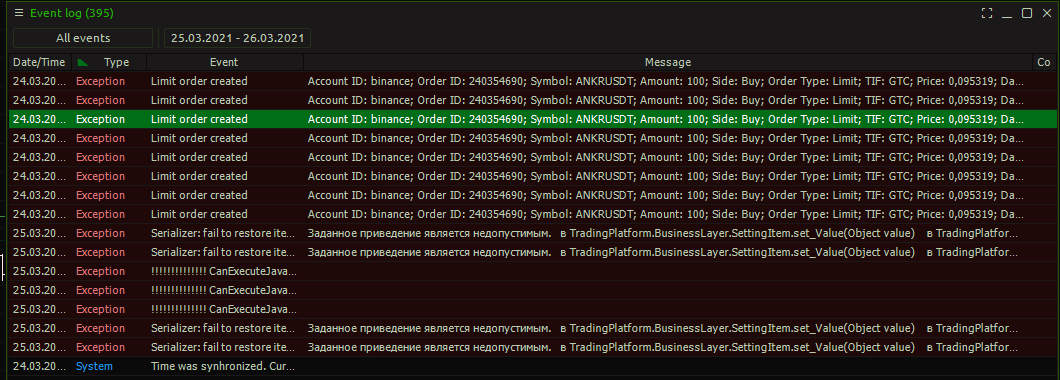 Event log (395)
All events 25.03.2021 - 26.03.2021
Date/Time Type Event Message Co
24.03.20... Exception Limit order created Account ID: binance; Order ID: 240354690; Symbol: ANKRUSDT; Amount: 100; Side: Buy; Order Type: Limit; TIF: GTC; Price: 0,095319; Da...
24.03.20... Exception Limit order created Account ID: binance; Order ID: 240354690; Symbol: ANKRUSDT; Amount: 100; Side: Buy; Order Type: Limit; TIF: GTC; Price: 0,095319; Da...
24.03.20... Exception Limit order created Account ID: binance; Order ID: 240354690; Symbol: ANKRUSDT; Amount: 100; Side: Buy; Order Type: Limit; TIF: GTC; Price: 0,095319; Da...
24.03.20... Exception Limit order created Account ID: binance; Order ID: 240354690; Symbol: ANKRUSDT; Amount: 100; Side: Buy; Order Type: Limit; TIF: GTC; Price: 0,095319; Da...
24.03.20... Exception Limit order created Account ID: binance; Order ID: 240354690; Symbol: ANKRUSDT; Amount: 100; Side: Buy; Order Type: Limit; TIF: GTC; Price: 0,095319; Da...
24.03.20... Exception Limit order created Account ID: binance; Order ID: 240354690; Symbol: ANKRUSDT; Amount: 100; Side: Buy; Order Type: Limit; TIF: GTC; Price: 0,095319; Da...
24.03.20... Exception Limit order created Account ID: binance; Order ID: 240354690; Symbol: ANKRUSDT; Amount: 100; Side: Buy; Order Type: Limit; TIF: GTC; Price: 0,095319; Da...
24.03.20... Exception Limit order created Account ID: binance; Order ID: 240354690; Symbol: ANKRUSDT; Amount: 100; Side: Buy; Order Type: Limit; TIF: GTC; Price: 0,095319; Da...
25.03.20... Exception Serializer: fail to restore ite... Заданное приведение является недопустимым. в TradingPlatform.BusinessLayer.SettingItem.set_Value(Object value) в TradingPlatfor...
25.03.20... Exception Serializer: fail to restore ite... Заданное приведение является недопустимым. в TradingPlatform.BusinessLayer.SettingItem.set_Value(Object value) в TradingPlatfor...
25.03.20... Exception !!!!!!!!!!!!!! CanExecuteJava...
25.03.20... Exception !!!!!!!!!!!!!! CanExecuteJava...
25.03.20... Exception !!!!!!!!!!!!!! CanExecuteJava...
25.03.20... Exception Serializer: fail to restore ite... Заданное приведение является недопустимым. в TradingPlatform.BusinessLayer.SettingItem.set_Value(Object value) в TradingPlatfor...
25.03.20... Exception Serializer: fail to restore ite... Заданное приведение является недопустимым. в TradingPlatform.BusinessLayer.SettingItem.set_Value(Object value) в TradingPlatfor...
24.03.20... System Time was synhronized. Cur...